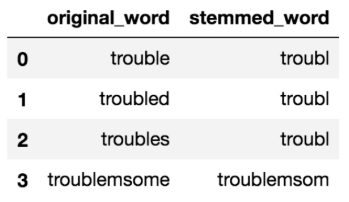 original_word stemmed_word
0 trouble troubl
1 troubled troubl
2 troubles troubl
3 troublemsome troublemsom